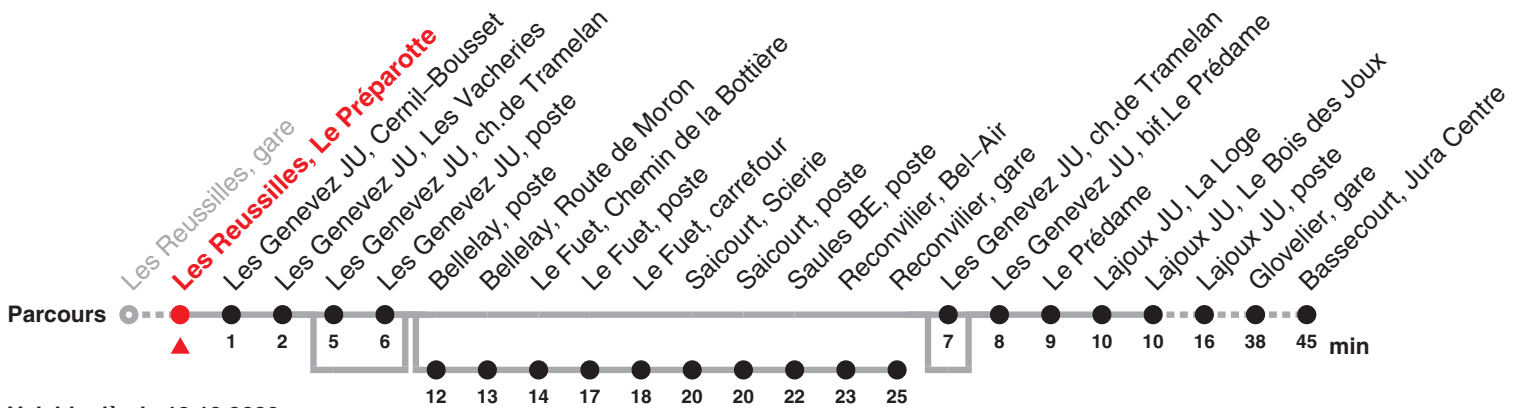 Les Reussilles, gare
Les Reussilles, Le Préparotte
Les Genevez JU, Cernil–Bousset
Les Genevez JU, Les Vacheries
Les Genevez JU, ch.de Tramelan
Les Genevez JU, poste
Bellelay, poste
Bellelay, Route de Moron
Le Fuet, Chemin de la Bottière
Le Fuet, poste
Le Fuet, carrefour
Saicourt, Scierie
Saicourt, poste
Saules BE, poste
Reconvilier, Bel–Air
Reconvilier, gare
Les Genevez JU, ch.de Tramelan
Les Genevez JU, bif.Le Prédame
Le Prédame
Lajoux JU, La Loge
Lajoux JU, Le Bois des Joux
Lajoux JU, poste
Glovelier, gare
Bassecourt, Jura Centre
Parcours
1 2 5 6 7 8 9 10 10 16 38 45 min
12 13 14 17 18 20 20 22 23 25